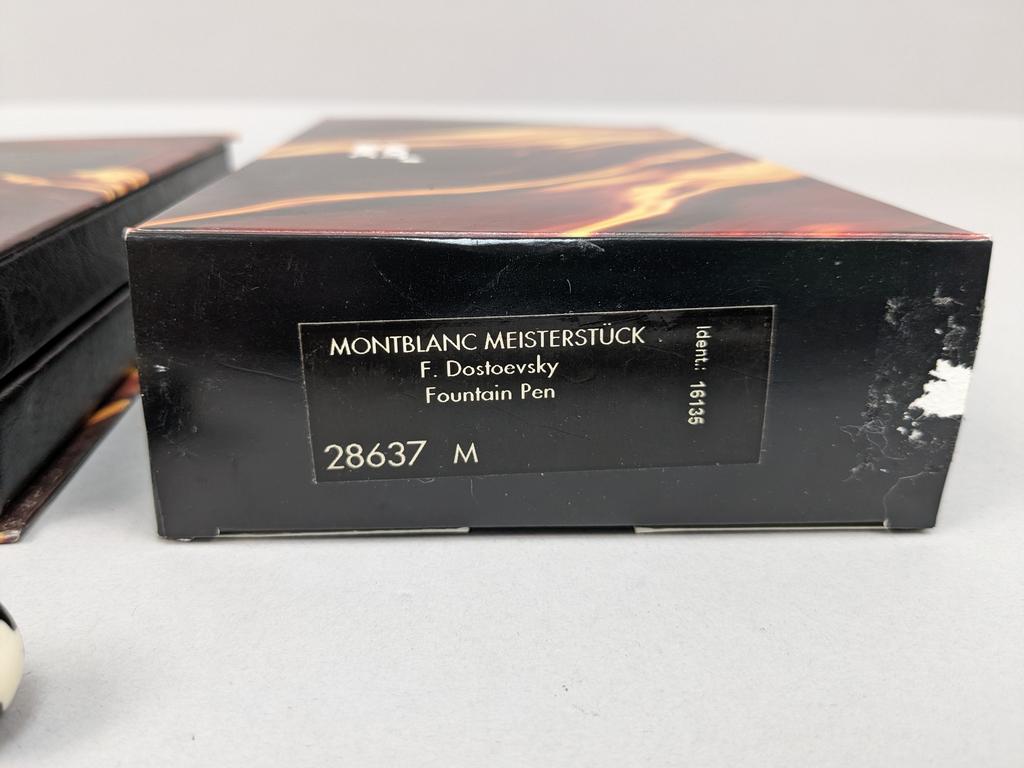 MONTBLANC MEISTERSTÜCK
F. Dostoevsky
Fountain Pen
28637 M
Ident.: 16135